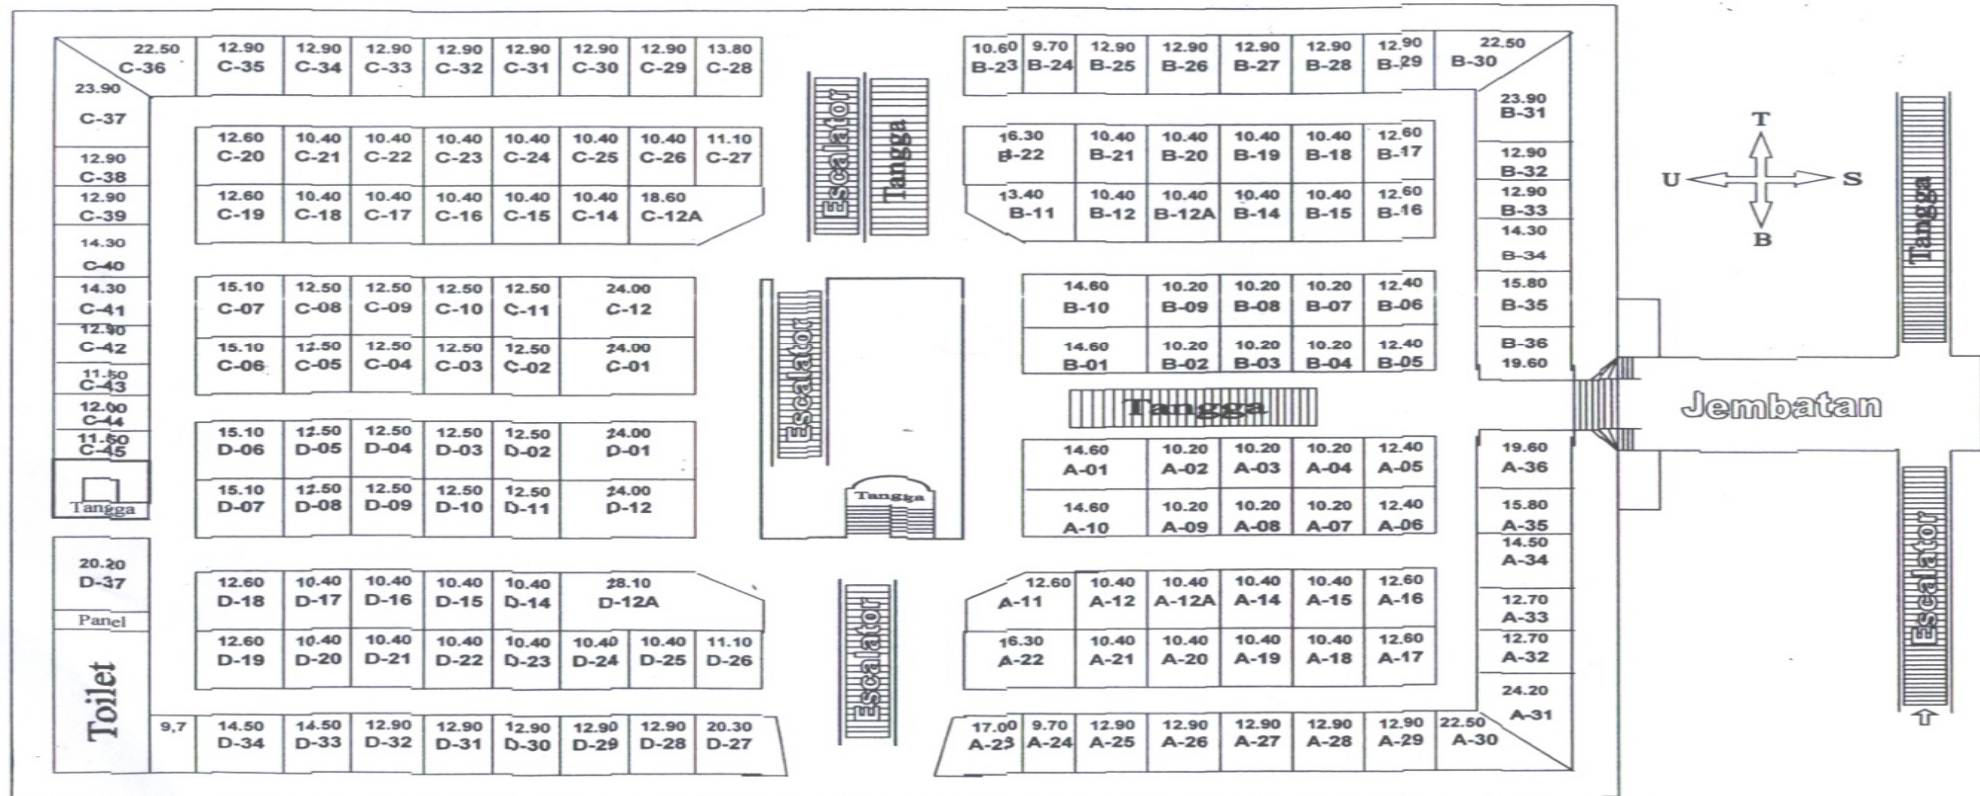 22.50 12.90 12.90 12.90 12.90 12.90 12.90 12.90 13.80
C-36 C-35 C-34 C-33 C-32 C-31 C-30 C-29 C-28
10.60 9.70 12.90 12.90 12.90 12.90 12.90 22.50
B-23 B-24 B-25 B-26 B-27 B-28 B-29 B-30
23.90
C-37
12.90
C-38
12.90
C-39
14.30
C-40
14.30
C-41
12.90
C-42
11.50
C-43
12.00
C-44
11.50
C-45
Tangga
20.20
D-37
Panel
Toilet
9,7
12.60 10.40 10.40 10.40 10.40 10.40 10.40 11.10
C-20 C-21 C-22 C-23 C-24 C-25 C-26 C-27
12.60 10.40 10.40 10.40 10.40 10.40 18.60
C-19 C-18 C-17 C-16 C-15 C-14 C-12A
15.10 12.50 12.50 12.50 12.50 24.00
C-07 C-08 C-09 C-10 C-11 C-12
15.10 12.50 12.50 12.50 12.50 24.00
C-06 C-05 C-04 C-03 C-02 C-01
15.10 12.50 12.50 12.50 12.50 24.00
D-06 D-05 D-04 D-03 D-02 D-01
15.10 12.50 12.50 12.50 12.50 24.00
D-07 D-08 D-09 D-10 D-11 D-12
12.60 10.40 10.40 10.40 10.40 28.10
D-18 D-17 D-16 D-15 D-14 D-12A
12.60 10.40 10.40 10.40 10.40 10.40 10.40 11.10
D-19 D-20 D-21 D-22 D-23 D-24 D-25 D-26
14.50 14.50 12.90 12.90 12.90 12.90 12.90 20.30
D-34 D-33 D-32 D-31 D-30 D-29 D-28 D-27
Escalator
Tangga
Escalator
Tangga
Escalator
16.30 10.40 10.40 10.40 10.40 12.60
B-22 B-21 B-20 B-19 B-18 B-17
13.40 10.40 10.40 10.40 10.40 12.60
B-11 B-12 B-12A B-14 B-15 B-16
14.60 10.20 10.20 10.20 12.40
B-10 B-09 B-08 B-07 B-06
14.60 10.20 10.20 10.20 12.40
B-01 B-02 B-03 B-04 B-05
Tangga
14.60 10.20 10.20 10.20 12.40
A-01 A-02 A-03 A-04 A-05
14.60 10.20 10.20 10.20 12.40
A-10 A-09 A-08 A-07 A-06
12.60 10.40 10.40 10.40 10.40 12.60
A-11 A-12 A-12A A-14 A-15 A-16
16.30 10.40 10.40 10.40 10.40 12.60
A-22 A-21 A-20 A-19 A-18 A-17
17.00 9.70 12.90 12.90 12.90 12.90 12.90 22.50
A-23 A-24 A-25 A-26 A-27 A-28 A-29 A-30
23.90
B-31
12.90
B-32
12.90
B-33
14.30
B-34
15.80
B-35
B-36
19.60
19.60
A-36
15.80
A-35
14.50
A-34
12.70
A-33
12.70
A-32
24.20
A-31
T
U S
B
Tangga
Jembatan
Escalator